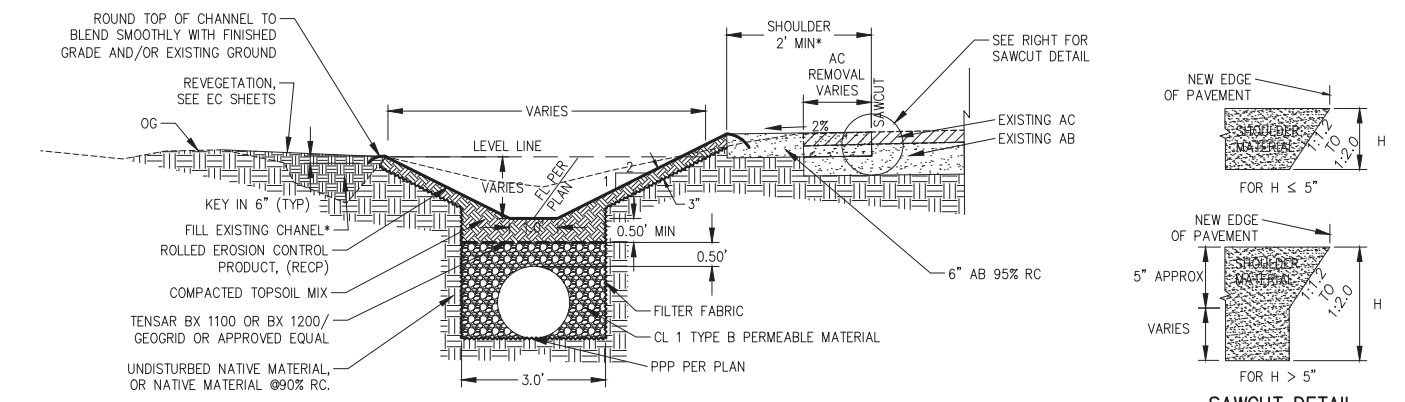 ROUND TOP OF CHANNEL TO
BLEND SMOOTHLY WITH FINISHED
GRADE AND/OR EXISTING GROUND
REVEGETATION,
SEE EC SHEETS
OG
KEY IN 6" (TYP)
FILL EXISTING CHANEL*
ROLLED EROSION CONTROL
PRODUCT, (RECP)
COMPACTED TOPSOIL MIX
TENSAR BX 1100 OR BX 1200/
GEOGRID OR APPROVED EQUAL
UNDISTURBED NATIVE MATERIAL,
OR NATIVE MATERIAL @90% RC.
VARIES
LEVEL LINE
VARIES
FL PER
PLAN
1.0'
1
2
3"
0.50' MIN
0.50'
3.0'
SHOULDER
2' MIN*
AC
REMOVAL
VARIES
SAWCUT
2%
SEE RIGHT FOR
SAWCUT DETAIL
EXISTING AC
EXISTING AB
6" AB 95% RC
FILTER FABRIC
CL 1 TYPE B PERMEABLE MATERIAL
PPP PER PLAN
NEW EDGE
OF PAVEMENT
SHOULDER
MATERIAL
1:1.2
TO
1:2.0
H
FOR H ≤ 5"
NEW EDGE
OF PAVEMENT
5" APPROX
SHOULDER
MATERIAL
1:1.2
TO
1:2.0
H
VARIES
FOR H > 5"
SAWCUT DETAIL